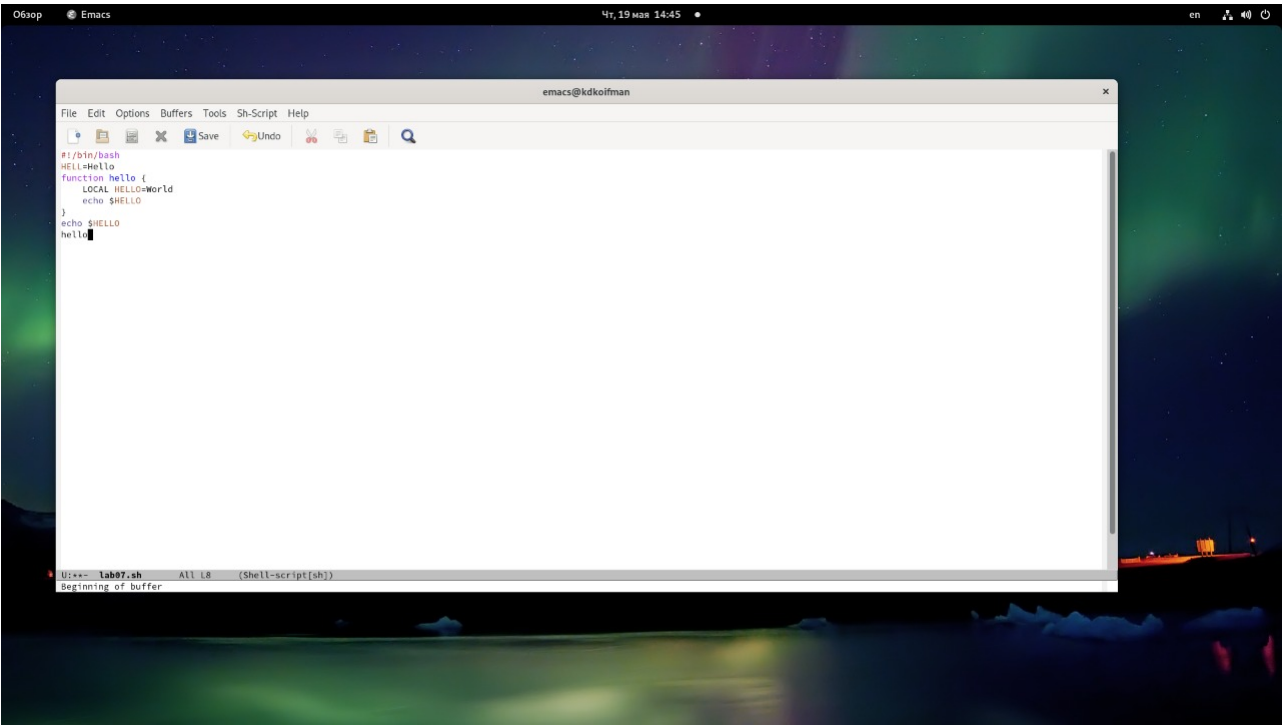 Обзор Emacs Чт, 19 мая 14:45 en
emacs@kdkoifman
File Edit Options Buffers Tools Sh-Script Help
Save Undo
#!/bin/bash
HELL=Hello
function hello {
    LOCAL HELLO=World
    echo $HELLO
}
echo $HELLO
hello
U:**- lab07.sh All L8 (Shell-script[sh])
Beginning of buffer